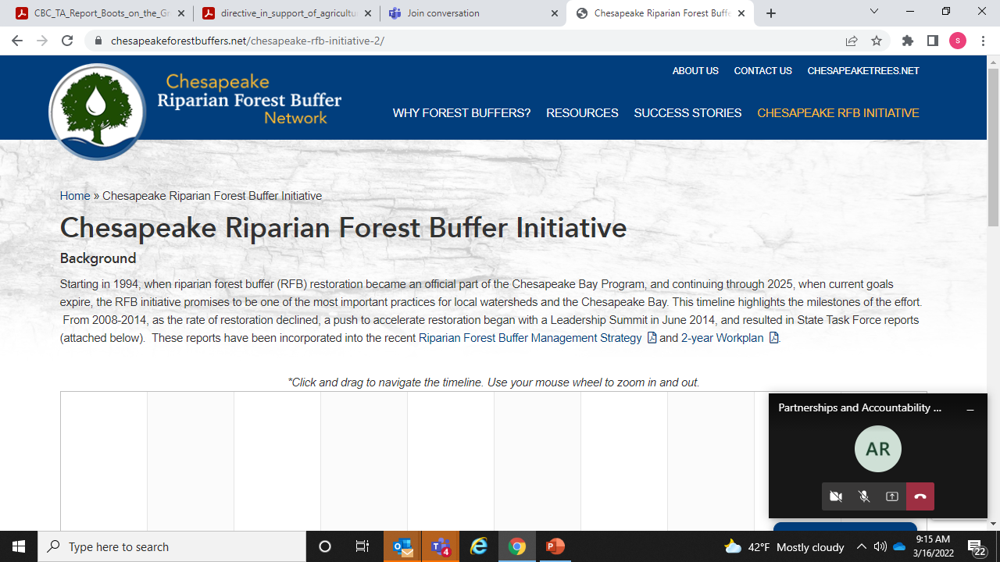 CBC_TA_Report_Boots_on_the_Gr
directive_in_support_of_agricultu
Join conversation
Chesapeake Riparian Forest Buffe
chesapeakeforestbuffers.net/chesapeake-rfb-initiative-2/
s
ABOUT US CONTACT US CHESAPEAKETREES.NET
Chesapeake
Riparian Forest Buffer
Network
WHY FOREST BUFFERS? RESOURCES SUCCESS STORIES CHESAPEAKE RFB INITIATIVE
Home » Chesapeake Riparian Forest Buffer Initiative
Chesapeake Riparian Forest Buffer Initiative
Background
Starting in 1994, when riparian forest buffer (RFB) restoration became an official part of the Chesapeake Bay Program, and continuing through 2025, when current goals
expire, the RFB initiative promises to be one of the most important practices for local watersheds and the Chesapeake Bay. This timeline highlights the milestones of the effort.
From 2008-2014, as the rate of restoration declined, a push to accelerate restoration began with a Leadership Summit in June 2014, and resulted in State Task Force reports
(attached below). These reports have been incorporated into the recent Riparian Forest Buffer Management Strategy and 2-year Workplan .
*Click and drag to navigate the timeline. Use your mouse wheel to zoom in and out.
Partnerships and Accountability ...
AR
Type here to search
4
42°F Mostly cloudy
9:15 AM
3/16/2022
22